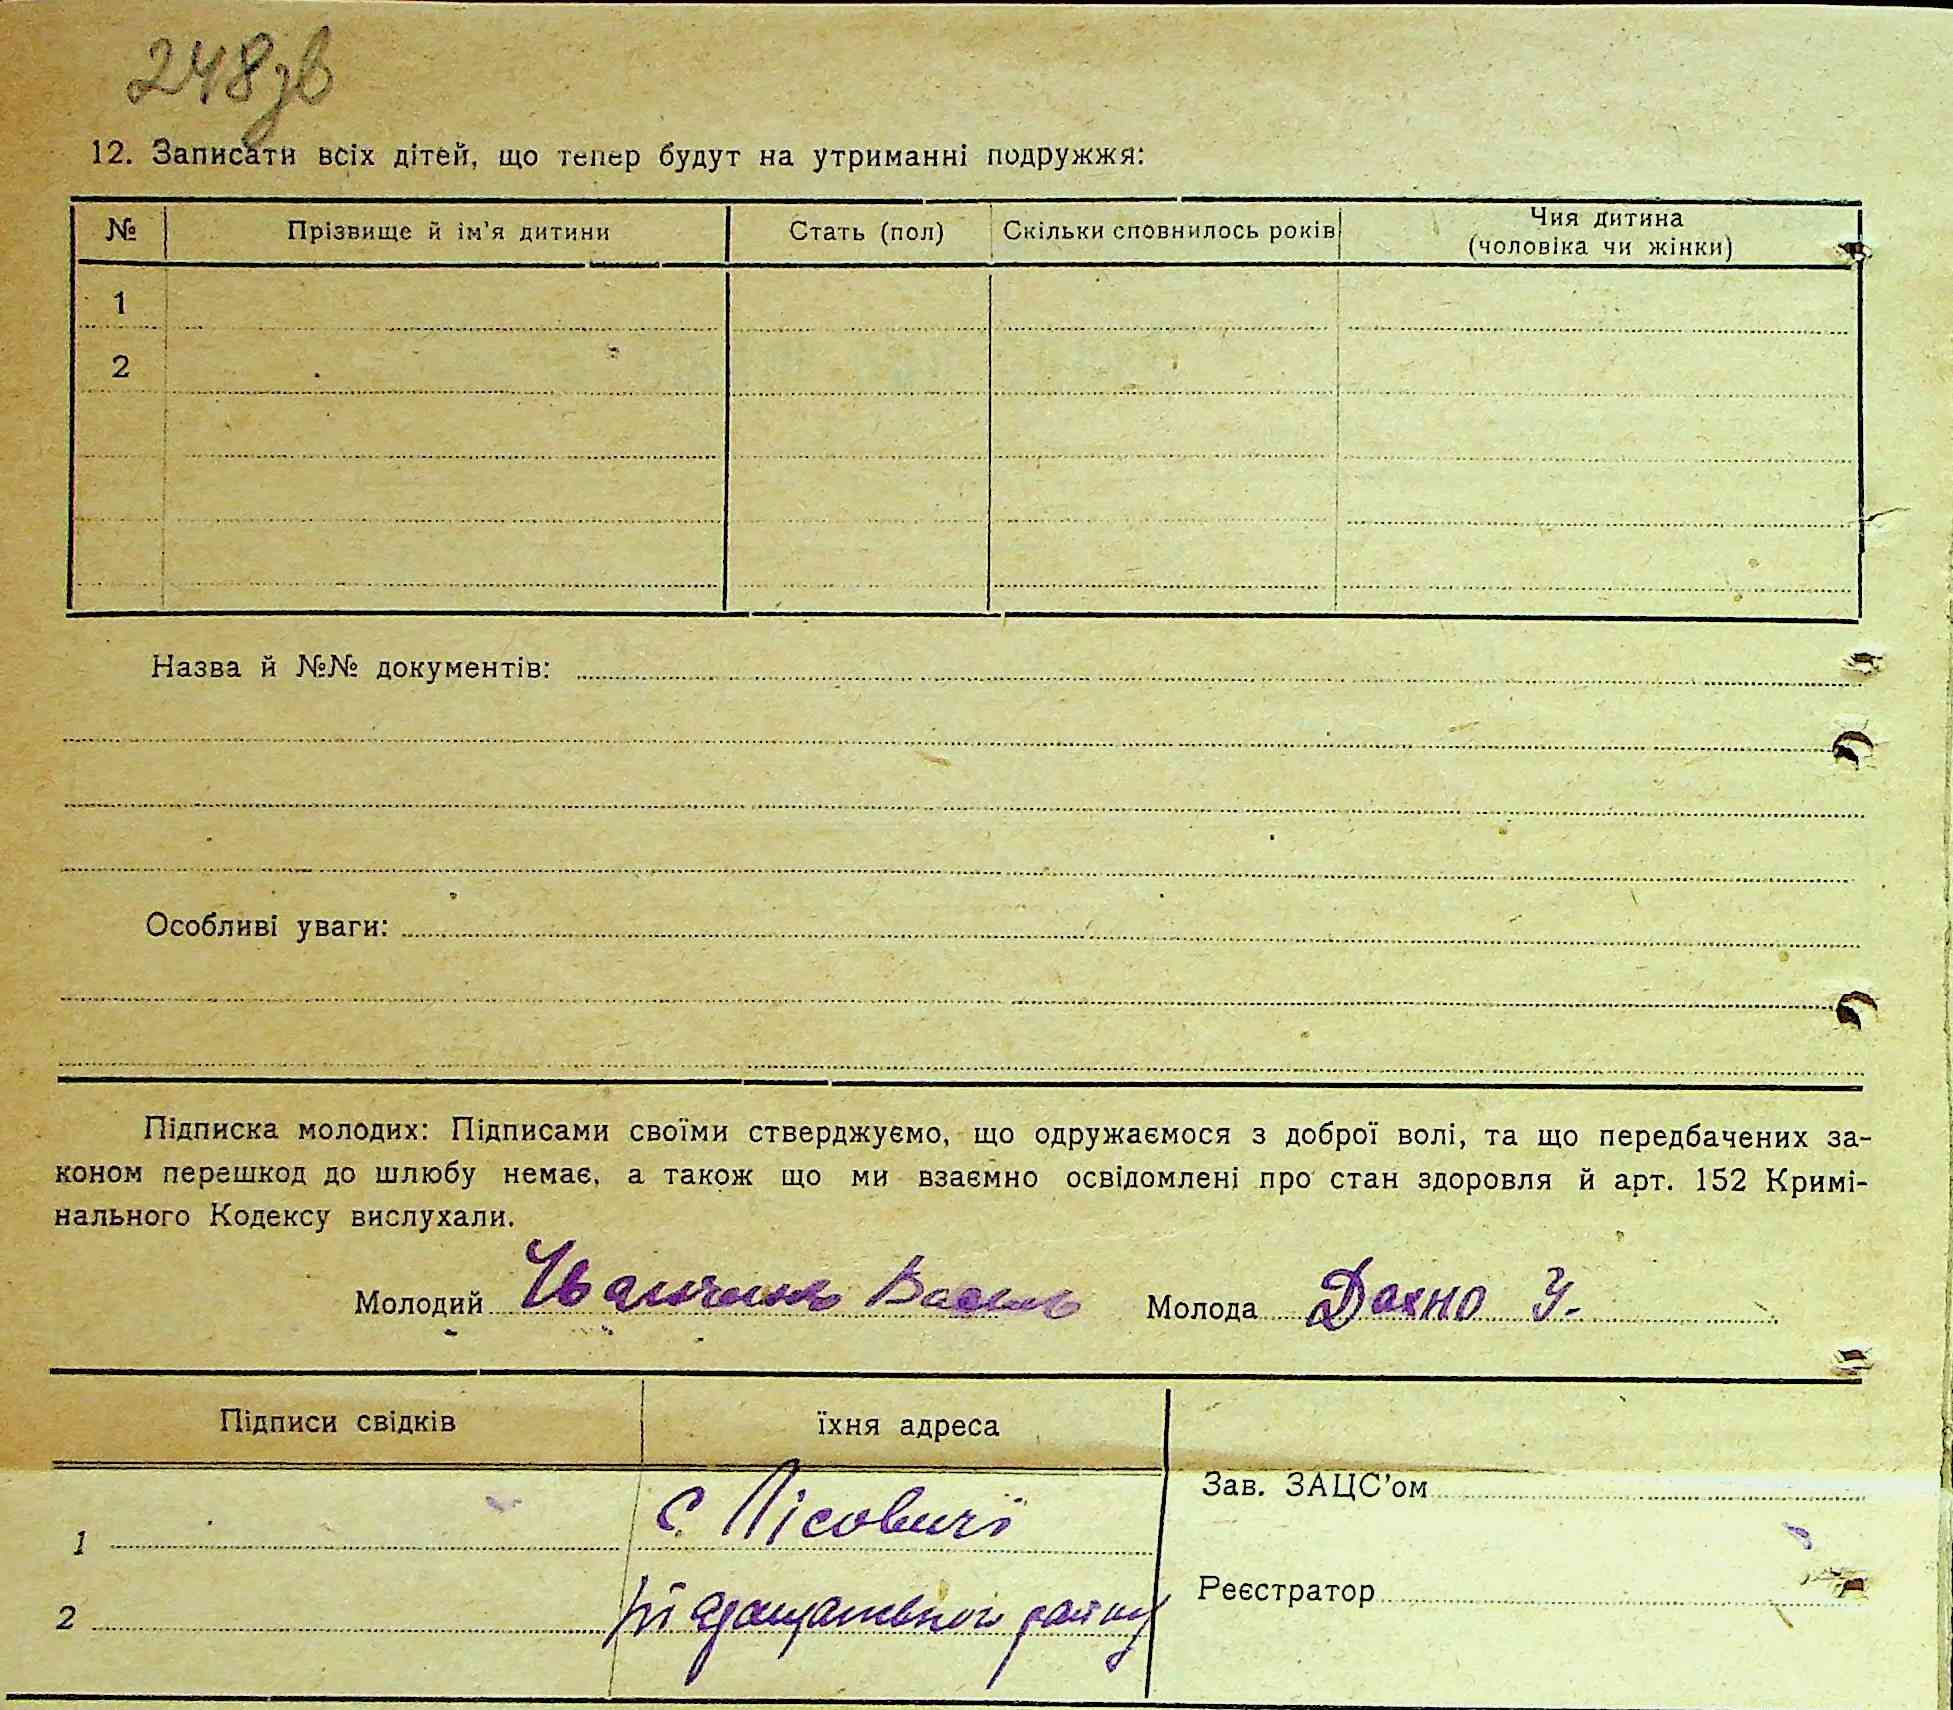 248зв
12. Записати всіх дітей, що тепер будут на утриманні подружжя:
№ Прізвище й ім'я дитини Стать (пол) Скільки сповнилось років Чия дитина (чоловіка чи жінки)
1
2
Назва й №№ документів:
Особливі уваги:
Підписка молодих: Підписами своїми стверджуємо, що одружаємося з доброї волі, та що передбачених за-
коном перешкод до шлюбу немає, а також що ми взаємно освідомлені про стан здоровля й арт. 152 Кримі-
нального Кодексу вислухали.
Молодий Іванченко Василь Молода Дахно У.
Підписи свідків їхня адреса
Зав. ЗАЦС'ом
1 с. Лісовичі
Реєстратор
2 району